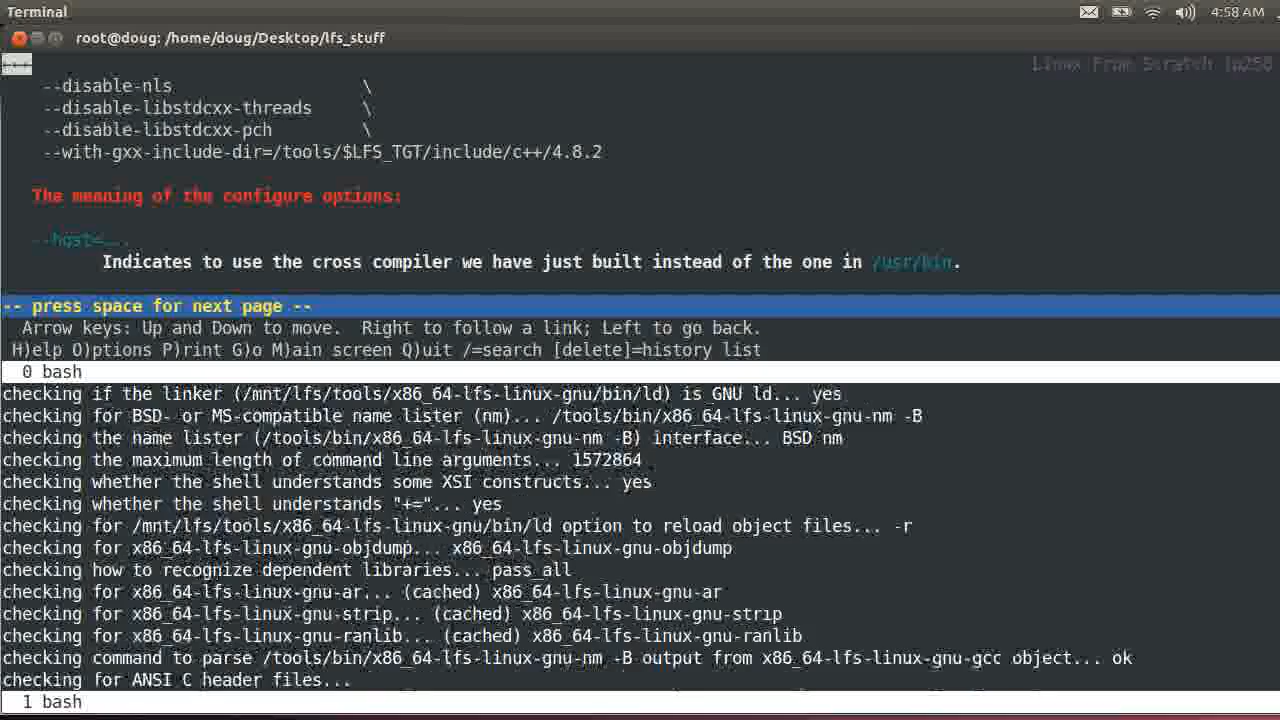 Terminal
4:58 AM
root@doug: /home/doug/Desktop/lfs_stuff
Linux From Scratch (p250
--disable-nls \
--disable-libstdcxx-threads \
--disable-libstdcxx-pch \
--with-gxx-include-dir=/tools/$LFS_TGT/include/c++/4.8.2
The meaning of the configure options:
--host=...
Indicates to use the cross compiler we have just built instead of the one in /usr/bin.
-- press space for next page --
Arrow keys: Up and Down to move. Right to follow a link; Left to go back.
H)elp O)ptions P)rint G)o M)ain screen Q)uit /=search [delete]=history list
0 bash
checking if the linker (/mnt/lfs/tools/x86_64-lfs-linux-gnu/bin/ld) is GNU ld... yes
checking for BSD- or MS-compatible name lister (nm)... /tools/bin/x86_64-lfs-linux-gnu-nm -B
checking the name lister (/tools/bin/x86_64-lfs-linux-gnu-nm -B) interface... BSD nm
checking the maximum length of command line arguments... 1572864
checking whether the shell understands some XSI constructs... yes
checking whether the shell understands "+="... yes
checking for /mnt/lfs/tools/x86_64-lfs-linux-gnu/bin/ld option to reload object files... -r
checking for x86_64-lfs-linux-gnu-objdump... x86_64-lfs-linux-gnu-objdump
checking how to recognize dependent libraries... pass_all
checking for x86_64-lfs-linux-gnu-ar... (cached) x86_64-lfs-linux-gnu-ar
checking for x86_64-lfs-linux-gnu-strip... (cached) x86_64-lfs-linux-gnu-strip
checking for x86_64-lfs-linux-gnu-ranlib... (cached) x86_64-lfs-linux-gnu-ranlib
checking command to parse /tools/bin/x86_64-lfs-linux-gnu-nm -B output from x86_64-lfs-linux-gnu-gcc object... ok
checking for ANSI C header files...
1 bash